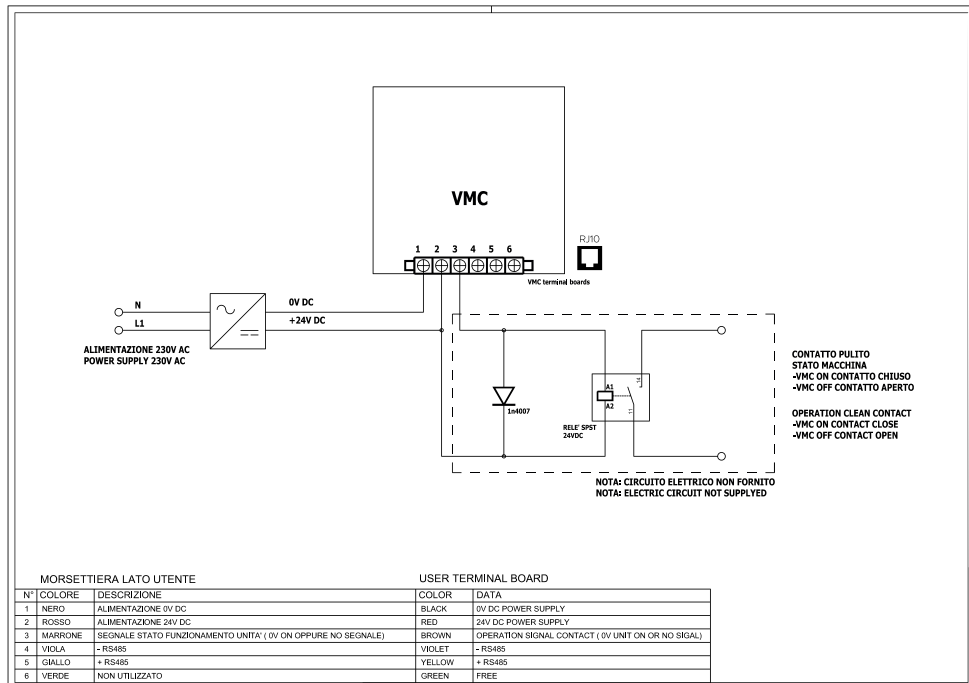 VMC
1 2 3 4 5 6
RJ10
VMC terminal boards
N
0V DC
L1
+24V DC
ALIMENTAZIONE 230V AC
POWER SUPPLY 230V AC
1n4007
A1
A2
14
11
RELE' SPST
24VDC
CONTATTO PULITO
STATO MACCHINA
-VMC ON CONTATTO CHIUSO
-VMC OFF CONTATTO APERTO
OPERATION CLEAN CONTACT
-VMC ON CONTACT CLOSE
-VMC OFF CONTACT OPEN
NOTA: CIRCUITO ELETTRICO NON FORNITO
NOTA: ELECTRIC CIRCUIT NOT SUPPLYED
MORSETTIERA LATO UTENTE USER TERMINAL BOARD
N° COLORE DESCRIZIONE COLOR DATA
1 NERO ALIMENTAZIONE 0V DC BLACK 0V DC POWER SUPPLY
2 ROSSO ALIMENTAZIONE 24V DC RED 24V DC POWER SUPPLY
3 MARRONE SEGNALE STATO FUNZIONAMENTO UNITA' ( 0V ON OPPURE NO SEGNALE) BROWN OPERATION SIGNAL CONTACT ( 0V UNIT ON OR NO SIGAL)
4 VIOLA - RS485 VIOLET - RS485
5 GIALLO + RS485 YELLOW + RS485
6 VERDE NON UTILIZZATO GREEN FREE